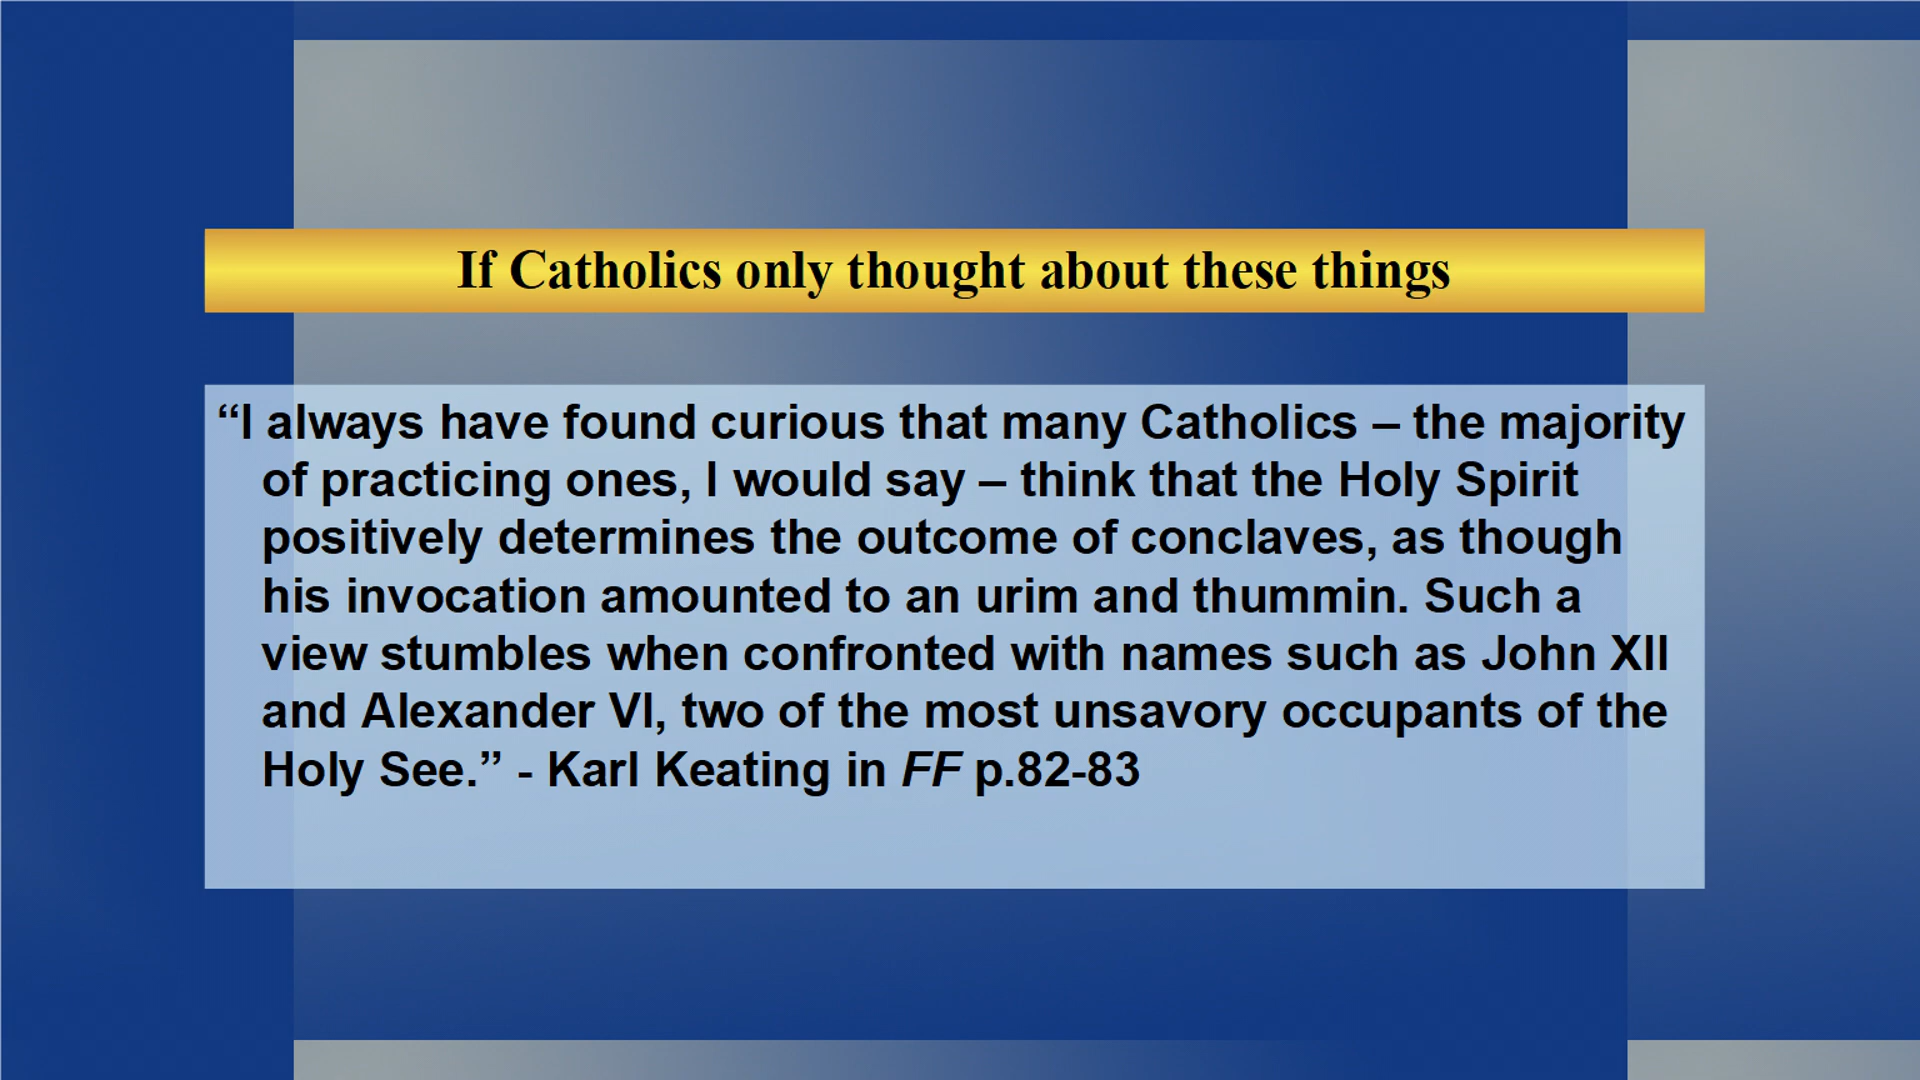 If Catholics only thought about these things
“I always have found curious that many Catholics – the majority
of practicing ones, I would say – think that the Holy Spirit
positively determines the outcome of conclaves, as though
his invocation amounted to an urim and thummin. Such a
view stumbles when confronted with names such as John XII
and Alexander VI, two of the most unsavory occupants of the
Holy See.” - Karl Keating in FF p.82-83